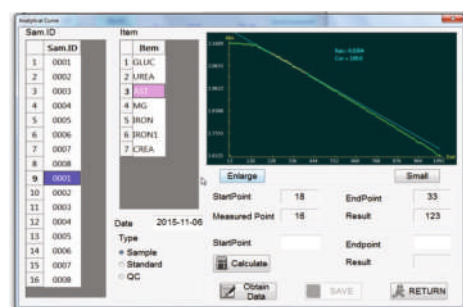 Analytical Curve
Sam.ID
Item
Sam.ID
Item
1 0001
2 0002
3 0003
4 0004
5 0005
6 0006
7 0007
8 0008
9 0001
10 0002
11 0003
12 0004
13 0005
14 0006
15 0007
16 0008
1 GLUC
2 UREA
3 AST
4 MG
5 IRON
6 IRON1
7 CREA
Enlarge
Small
StartPoint 18
EndPoint 33
Measured Point 16
Result 123
Date 2015-11-06
Type
Sample
Standard
QC
StartPoint
Endpoint
Calculate
Result
Obtain Data
SAVE
RETURN